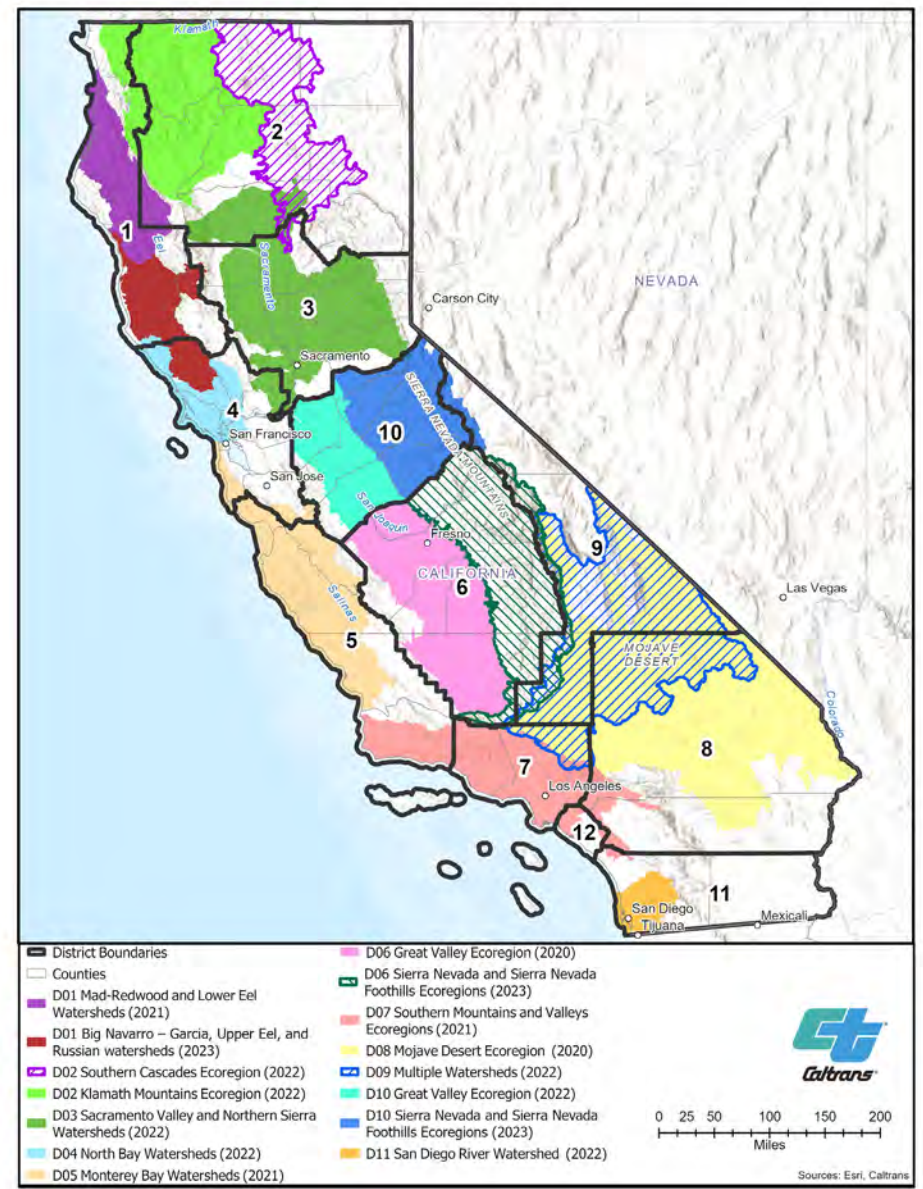 Klamath
2
1
Eel
Sacramento
3
NEVADA
Carson City
Sacramento
4
San Francisco
10
SIERRA NEVADA MOUNTAINS
San Jose
San Joaquin
Fresno
CALIFORNIA
6
9
Las Vegas
Salinas
5
MOJAVE
DESERT
Colorado
8
7
Los Angeles
12
11
San Diego
Tijuana
Mexicali
District Boundaries
Counties
D01 Mad-Redwood and Lower Eel
Watersheds (2021)
D01 Big Navarro – Garcia, Upper Eel, and
Russian watersheds (2023)
D02 Southern Cascades Ecoregion (2022)
D02 Klamath Mountains Ecoregion (2022)
D03 Sacramento Valley and Northern Sierra
Watersheds (2022)
D04 North Bay Watersheds (2022)
D05 Monterey Bay Watersheds (2021)
D06 Great Valley Ecoregion (2020)
D06 Sierra Nevada and Sierra Nevada
Foothills Ecoregions (2023)
D07 Southern Mountains and Valleys
Ecoregions (2021)
D08 Mojave Desert Ecoregion (2020)
D09 Multiple Watersheds (2022)
D10 Great Valley Ecoregion (2022)
D10 Sierra Nevada and Sierra Nevada
Foothills Ecoregions (2023)
D11 San Diego River Watershed (2022)
ct
Caltrans
0 25 50 100 150 200
Miles
Sources: Esri, Caltrans